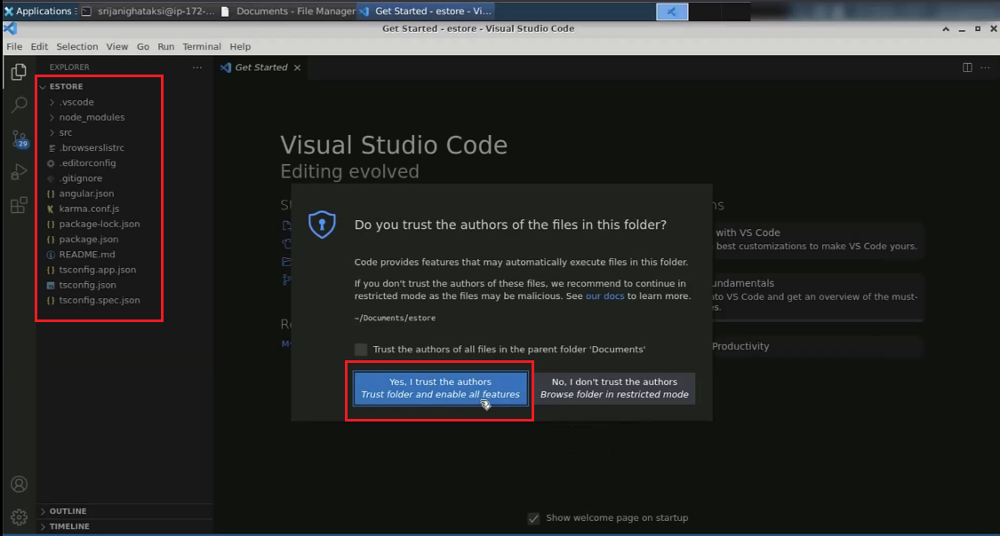 Applications
srijanighataksi@ip-172-...
Documents - File Manager
Get Started - estore - Vi...
Get Started - estore - Visual Studio Code
File Edit Selection View Go Run Terminal Help
EXPLORER
Get Started
ESTORE
.vscode
node_modules
src
.browserslistrc
.editorconfig
.gitignore
angular.json
karma.conf.js
package-lock.json
package.json
README.md
tsconfig.app.json
tsconfig.json
tsconfig.spec.json
29
OUTLINE
TIMELINE
Visual Studio Code
Editing evolved
Do you trust the authors of the files in this folder?
Code provides features that may automatically execute files in this folder.
If you don't trust the authors of these files, we recommend to continue in
restricted mode as the files may be malicious. See our docs to learn more.
~/Documents/estore
Trust the authors of all files in the parent folder 'Documents'
Yes, I trust the authors
Trust folder and enable all features
No, I don't trust the authors
Browse folder in restricted mode
with VS Code
best customizations to make VS Code yours.
VS Code and get an overview of the must-
Productivity
Show welcome page on startup